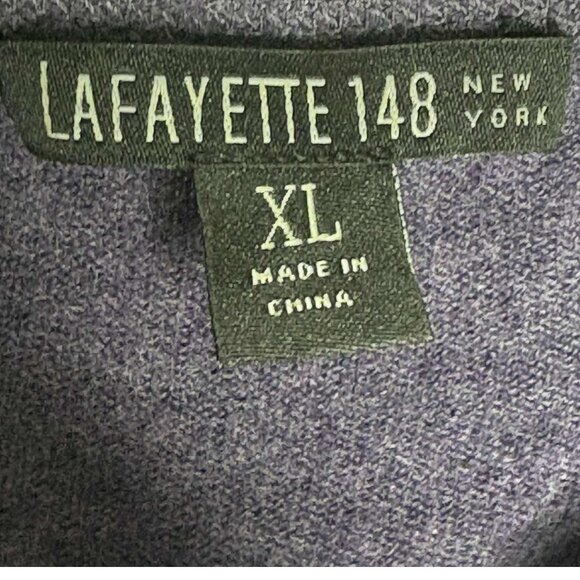 LAFAYETTE 148 NEW YORK
XL
MADE IN
CHINA